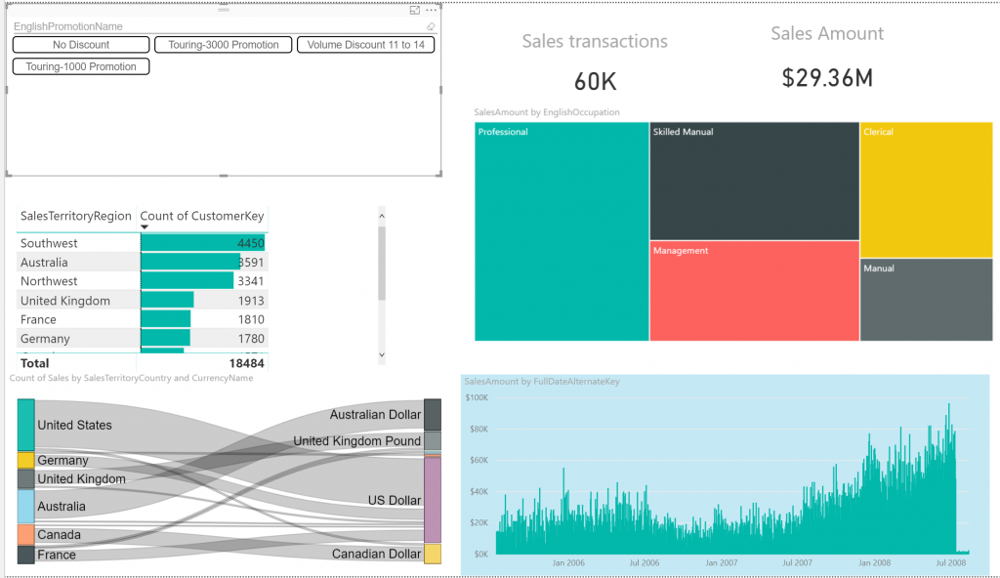 EnglishPromotionName
No Discount
Touring-3000 Promotion
Volume Discount 11 to 14
Touring-1000 Promotion
Sales transactions
60K
Sales Amount
$29.36M
SalesAmount by EnglishOccupation
Professional
Skilled Manual
Clerical
Management
Manual
SalesTerritoryRegion Count of CustomerKey
Southwest 4450
Australia 3591
Northwest 3341
United Kingdom 1913
France 1810
Germany 1780
Total 18484
Count of Sales by SalesTerritoryCountry and CurrencyName
United States
Germany
United Kingdom
Australia
Canada
France
Australian Dollar
United Kingdom Pound
US Dollar
Canadian Dollar
SalesAmount by FullDateAlternateKey
$100K
$80K
$60K
$40K
$20K
$0K
Jan 2006 Jul 2006 Jan 2007 Jul 2007 Jan 2008 Jul 2008